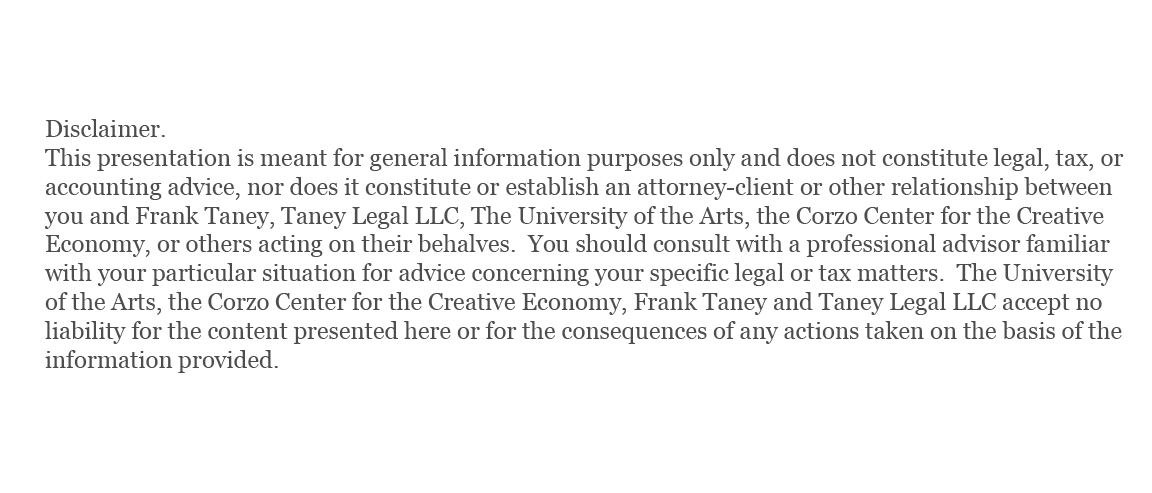 Disclaimer.
This presentation is meant for general information purposes only and does not constitute legal, tax, or
accounting advice, nor does it constitute or establish an attorney-client or other relationship between
you and Frank Taney, Taney Legal LLC, The University of the Arts, the Corzo Center for the Creative
Economy, or others acting on their behalves.  You should consult with a professional advisor familiar
with your particular situation for advice concerning your specific legal or tax matters.  The University
of the Arts, the Corzo Center for the Creative Economy, Frank Taney and Taney Legal LLC accept no
liability for the content presented here or for the consequences of any actions taken on the basis of the
information provided.